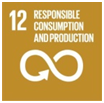 12 RESPONSIBLE
CONSUMPTION
AND PRODUCTION